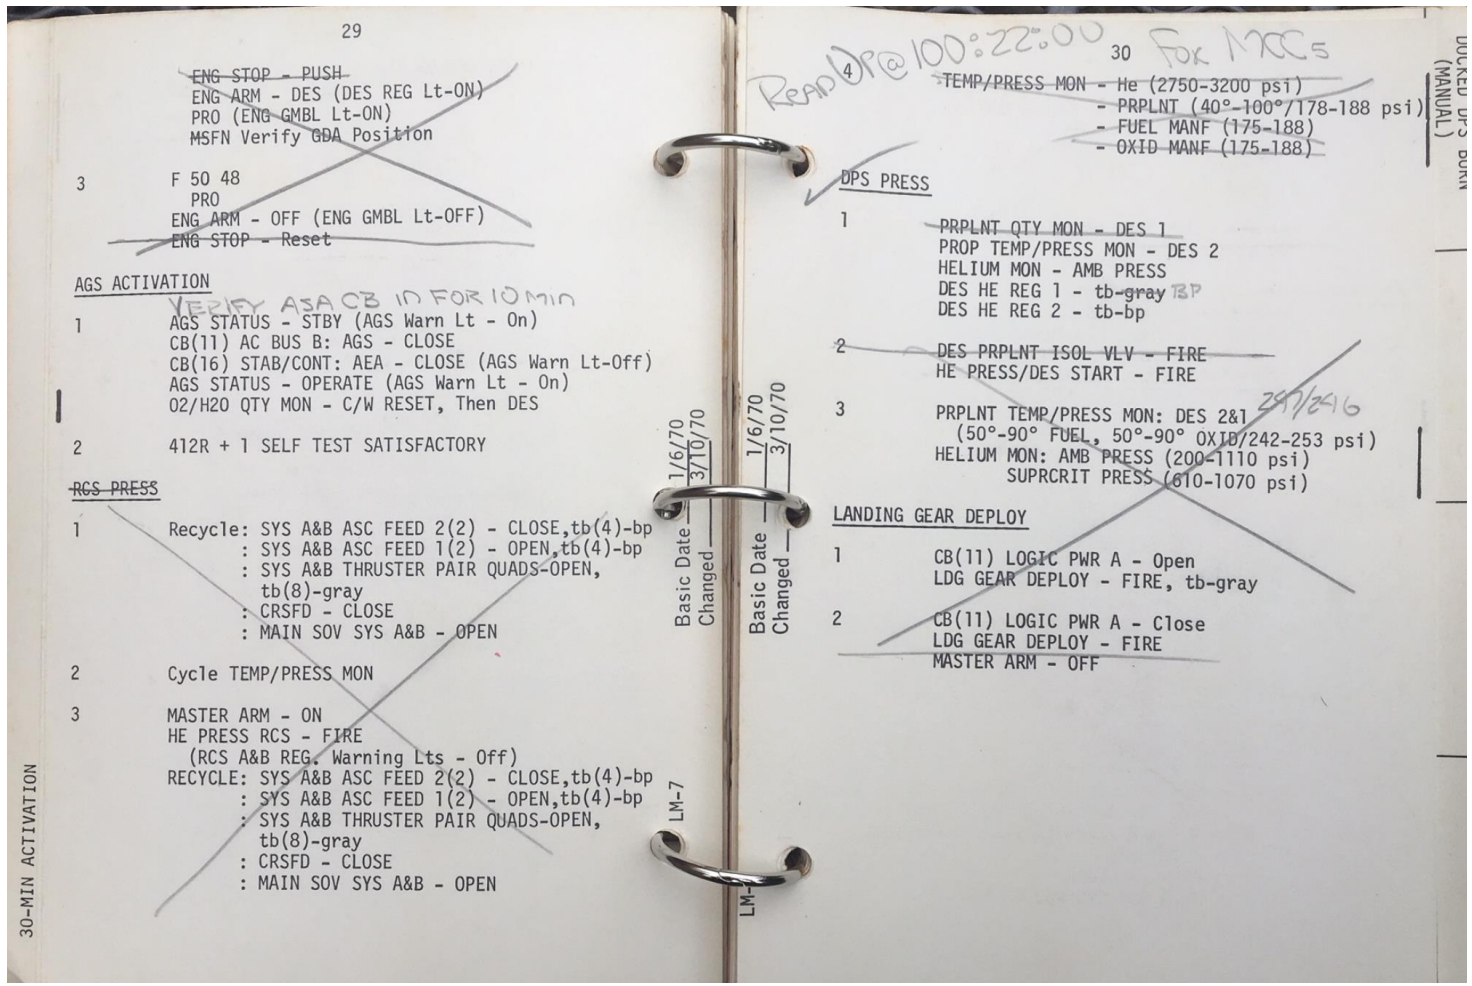 29
ENG STOP - PUSH
ENG ARM - DES (DES REG Lt-ON)
PRO (ENG GMBL Lt-ON)
MSFN Verify GDA Position
3 F 50 48
PRO
ENG ARM - OFF (ENG GMBL Lt-OFF)
ENG STOP - Reset
AGS ACTIVATION
VERIFY ASA CB IN FOR 10 MIN
1 AGS STATUS - STBY (AGS Warn Lt - On)
CB(11) AC BUS B: AGS - CLOSE
CB(16) STAB/CONT: AEA - CLOSE (AGS Warn Lt-Off)
AGS STATUS - OPERATE (AGS Warn Lt - On)
O2/H2O QTY MON - C/W RESET, Then DES
2 412R + 1 SELF TEST SATISFACTORY
RCS PRESS
1 Recycle: SYS A&B ASC FEED 2(2) - CLOSE,tb(4)-bp
: SYS A&B ASC FEED 1(2) - OPEN,tb(4)-bp
: SYS A&B THRUSTER PAIR QUADS-OPEN,
tb(8)-gray
: CRSFD - CLOSE
: MAIN SOV SYS A&B - OPEN
2 Cycle TEMP/PRESS MON
3 MASTER ARM - ON
HE PRESS RCS - FIRE
(RCS A&B REG. Warning Lts - Off)
RECYCLE: SYS A&B ASC FEED 2(2) - CLOSE,tb(4)-bp
: SYS A&B ASC FEED 1(2) - OPEN,tb(4)-bp
: SYS A&B THRUSTER PAIR QUADS-OPEN,
tb(8)-gray
: CRSFD - CLOSE
: MAIN SOV SYS A&B - OPEN
30-MIN ACTIVATION
Basic Date 1/6/70
Changed 3/10/70
LM-7
30
READ UP @ 100:22:00 FOR MCC5
4 TEMP/PRESS MON - He (2750-3200 psi)
- PRPLNT (40°-100°/178-188 psi)
- FUEL MANF (175-188)
- OXID MANF (175-188)
DPS PRESS
1 PRPLNT QTY MON - DES 1
PROP TEMP/PRESS MON - DES 2
HELIUM MON - AMB PRESS
DES HE REG 1 - tb-gray BP
DES HE REG 2 - tb-bp
2 DES PRPLNT ISOL VLV - FIRE
HE PRESS/DES START - FIRE
3 PRPLNT TEMP/PRESS MON: DES 2&1 247/246
(50°-90° FUEL, 50°-90° OXID/242-253 psi)
HELIUM MON: AMB PRESS (200-1110 psi)
SUPRCRIT PRESS (610-1070 psi)
LANDING GEAR DEPLOY
1 CB(11) LOGIC PWR A - Open
LDG GEAR DEPLOY - FIRE, tb-gray
2 CB(11) LOGIC PWR A - Close
LDG GEAR DEPLOY - FIRE
MASTER ARM - OFF
Basic Date 1/6/70
Changed 3/10/70
LM-
DOCKED DPS BURN
(MANUAL)